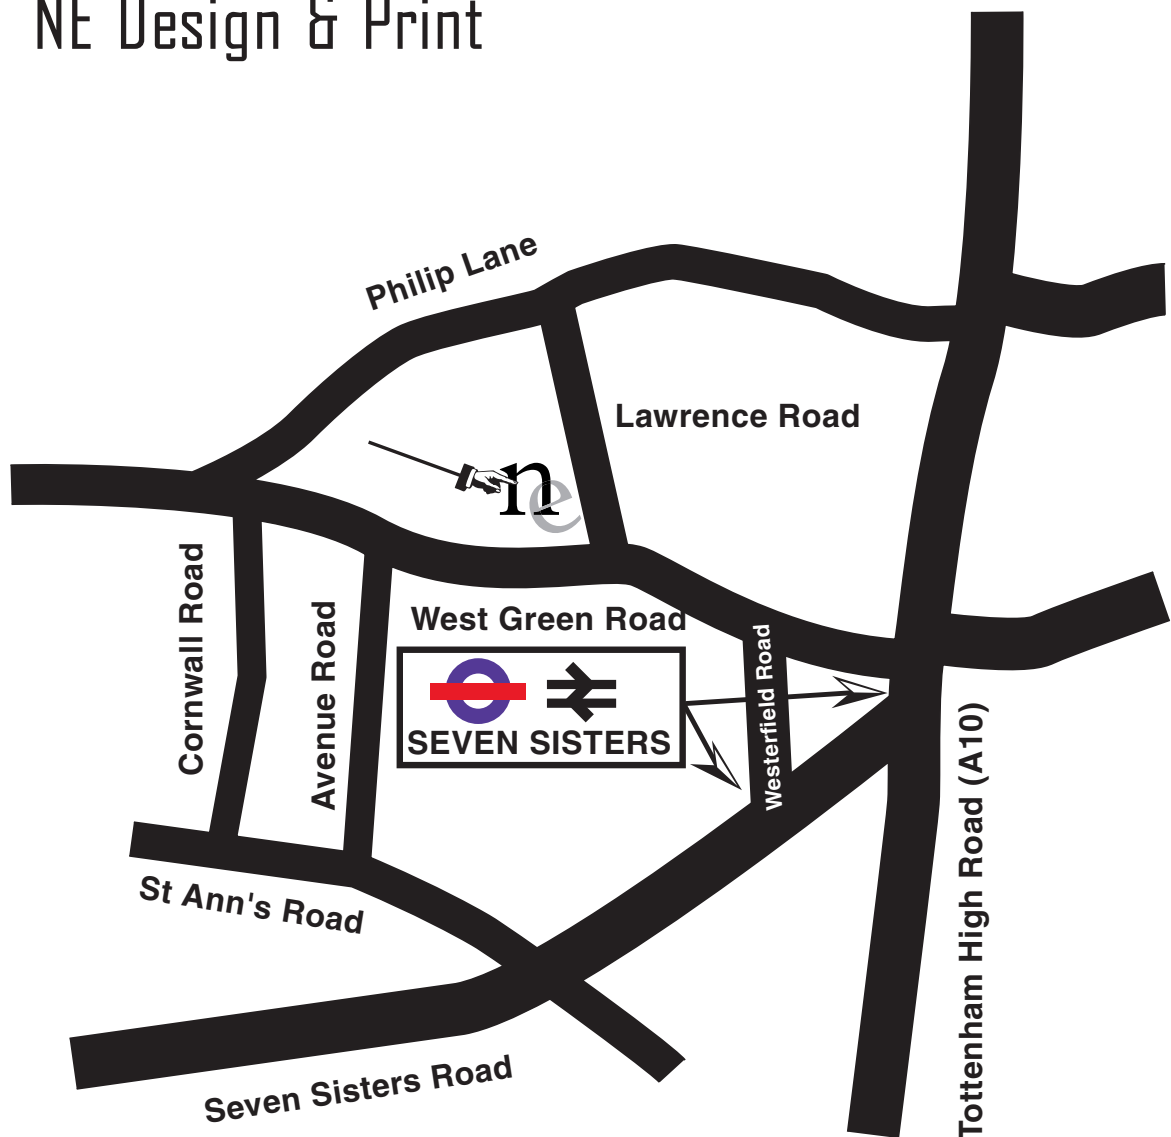 NE Design & Print
Philip Lane
Lawrence Road
ne
West Green Road
Cornwall Road
Avenue Road
Westerfield Road
SEVEN SISTERS
Tottenham High Road (A10)
St Ann's Road
Seven Sisters Road